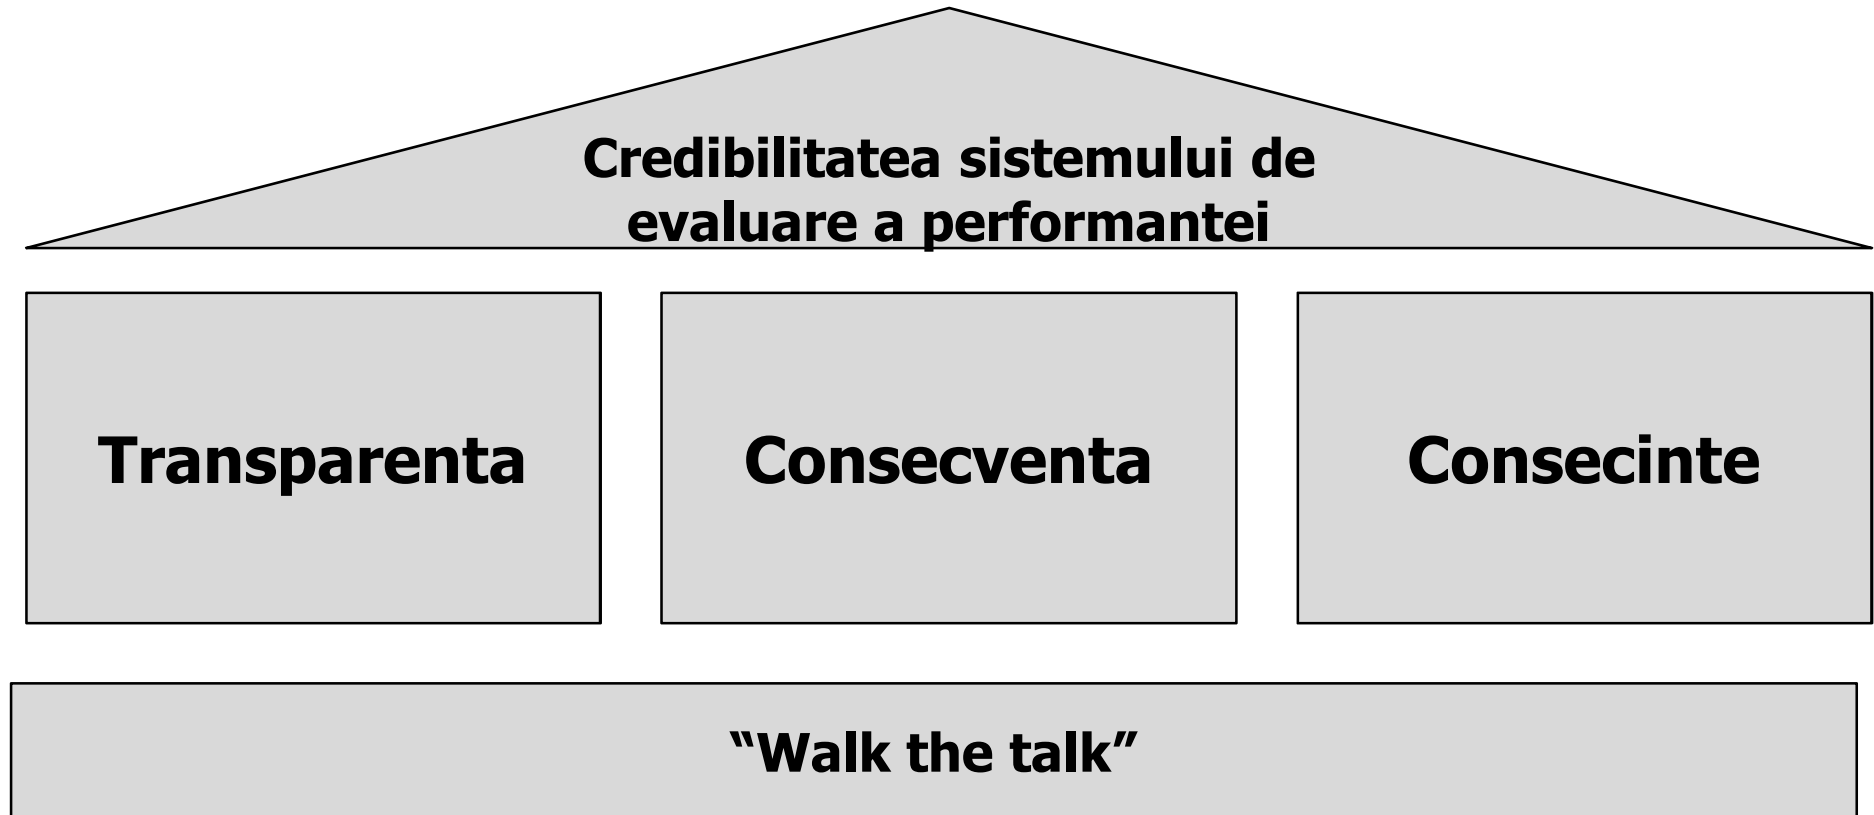 Credibilitatea sistemului de
evaluare a performantei
Transparenta
Consecventa
Consecinte
“Walk the talk”